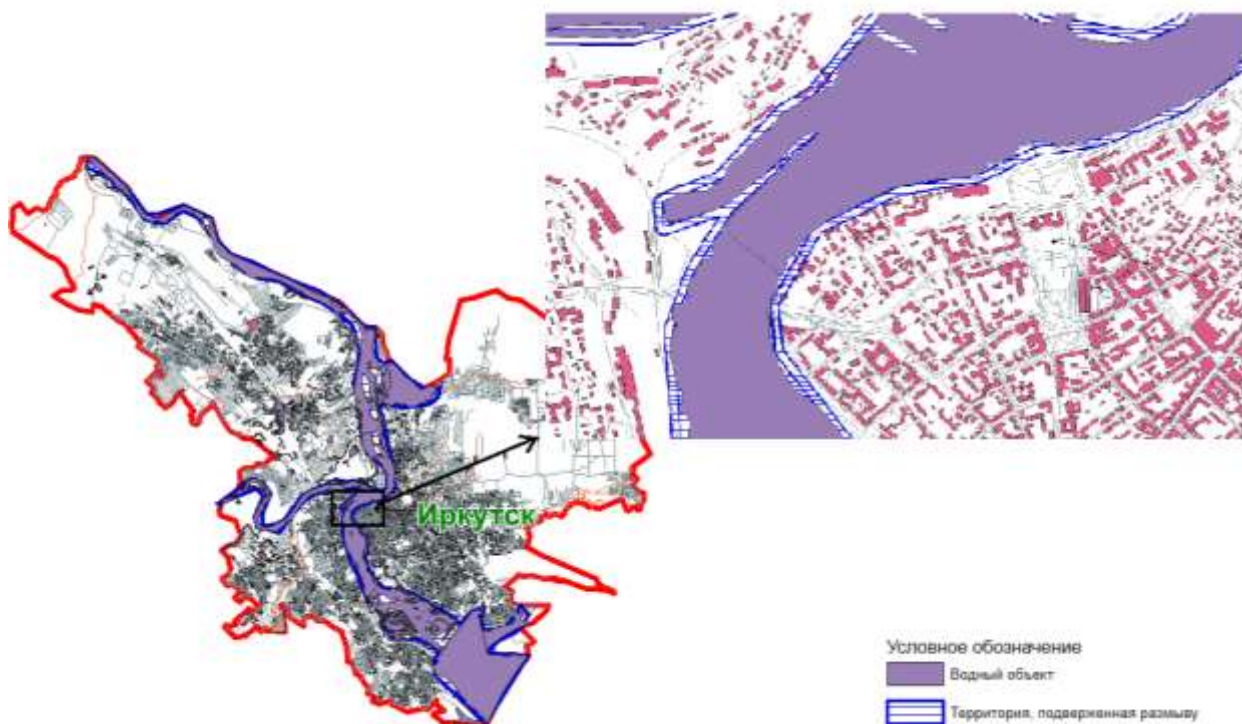 Иркутск
Условное обозначение
Водный объект
Территория, подверженная размыву